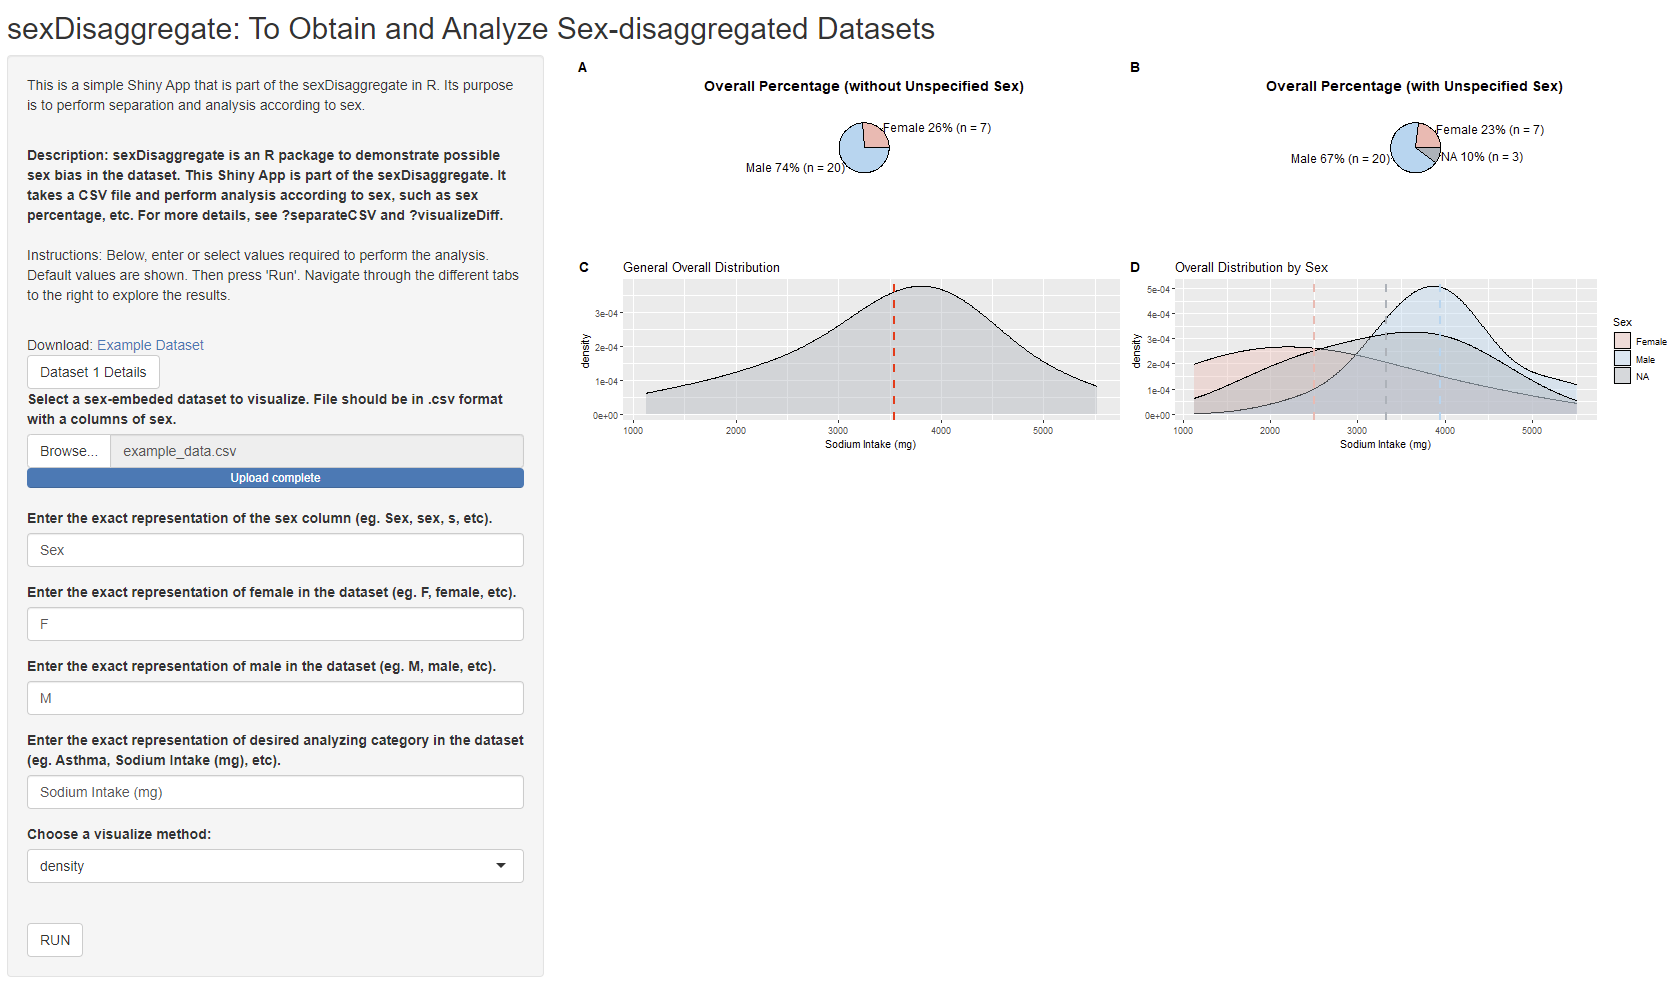 sexDisaggregate: To Obtain and Analyze Sex-disaggregated Datasets
This is a simple Shiny App that is part of the sexDisaggregate in R. Its purpose
is to perform separation and analysis according to sex.
Description: sexDisaggregate is an R package to demonstrate possible
sex bias in the dataset. This Shiny App is part of the sexDisaggregate. It
takes a CSV file and perform analysis according to sex, such as sex
percentage, etc. For more details, see ?separateCSV and ?visualizeDiff.
Instructions: Below, enter or select values required to perform the analysis.
Default values are shown. Then press 'Run'. Navigate through the different tabs
to the right to explore the results.
Download: Example Dataset
Dataset 1 Details
Select a sex-embeded dataset to visualize. File should be in .csv format
with a columns of sex.
Browse... example_data.csv
Upload complete
Enter the exact representation of the sex column (eg. Sex, sex, s, etc).
Sex
Enter the exact representation of female in the dataset (eg. F, female, etc).
F
Enter the exact representation of male in the dataset (eg. M, male, etc).
M
Enter the exact representation of desired analyzing category in the dataset
(eg. Asthma, Sodium Intake (mg), etc).
Sodium Intake (mg)
Choose a visualize method:
density
RUN
A
Overall Percentage (without Unspecified Sex)
Female 26% (n = 7)
Male 74% (n = 20)
B
Overall Percentage (with Unspecified Sex)
Female 23% (n = 7)
Male 67% (n = 20)
NA 10% (n = 3)
C
General Overall Distribution
density
3e-04
2e-04
1e-04
0e+00
1000 2000 3000 4000 5000
Sodium Intake (mg)
D
Overall Distribution by Sex
density
5e-04
4e-04
3e-04
2e-04
1e-04
0e+00
1000 2000 3000 4000 5000
Sodium Intake (mg)
Sex
Female
Male
NA